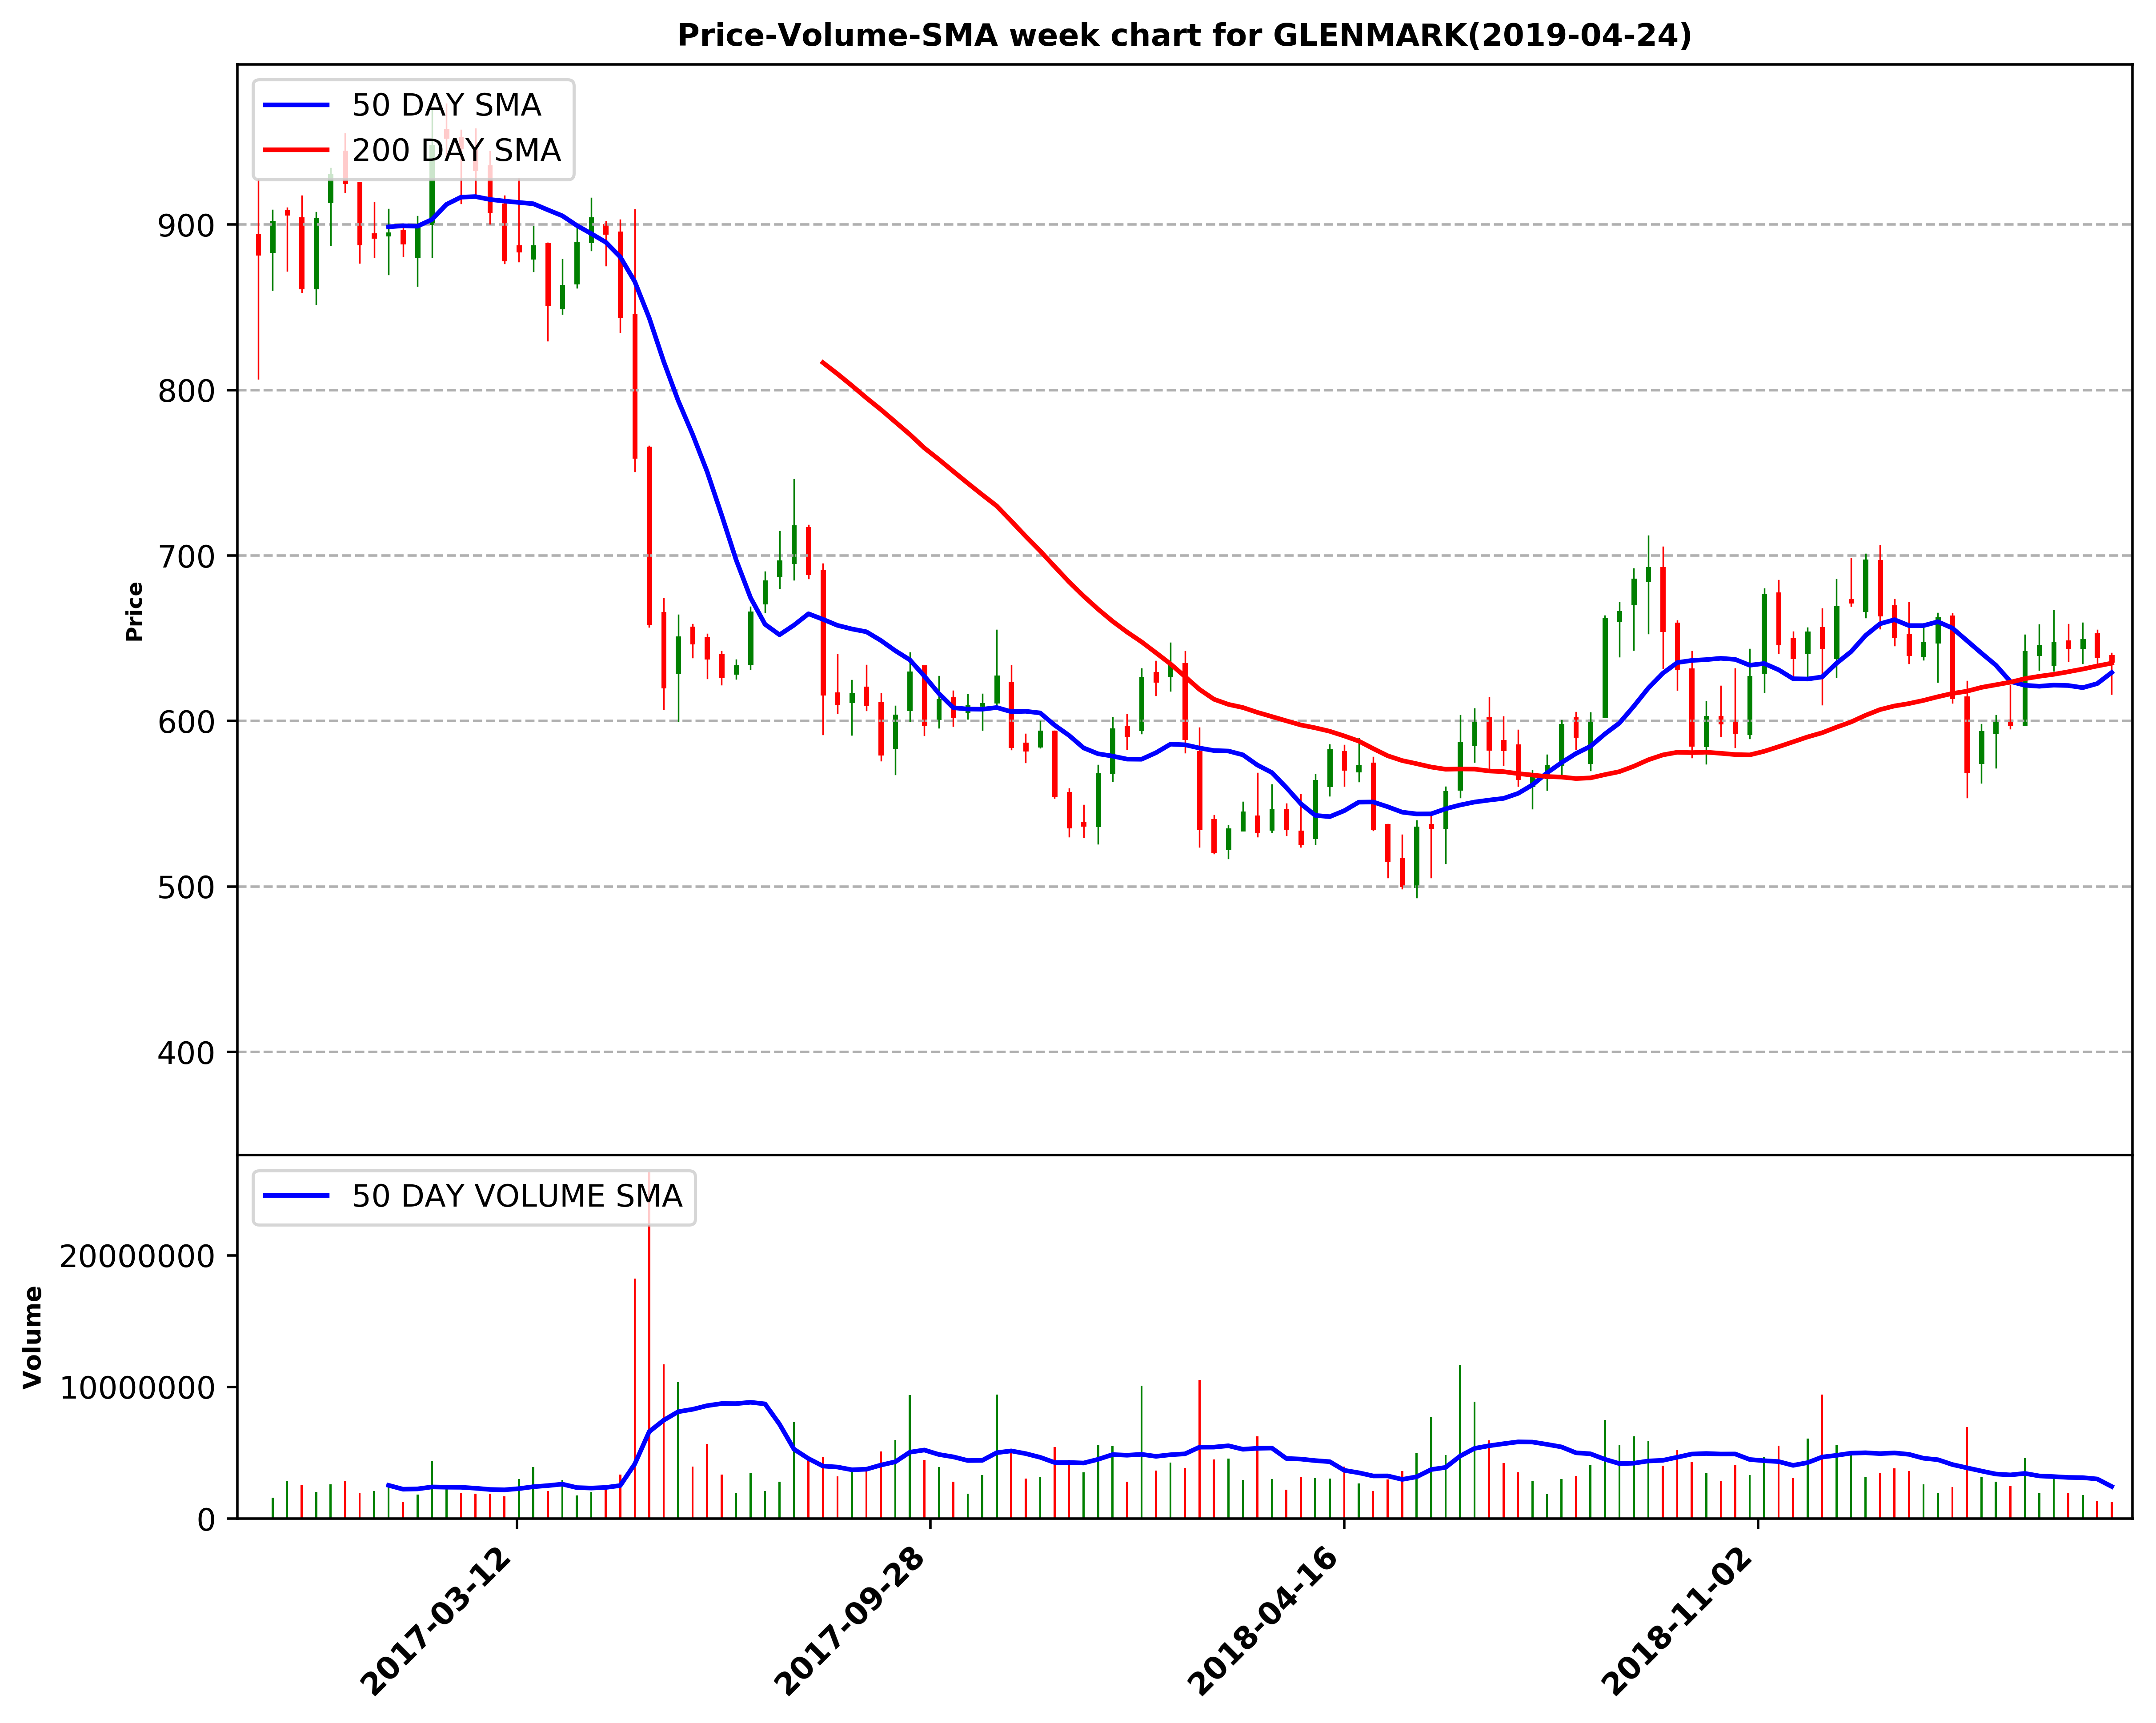 Price-Volume-SMA week chart for GLENMARK(2019-04-24)
50 DAY SMA
200 DAY SMA
900
800
700
600
500
400
Price
50 DAY VOLUME SMA
20000000
10000000
0
Volume
2017-03-12
2017-09-28
2018-04-16
2018-11-02